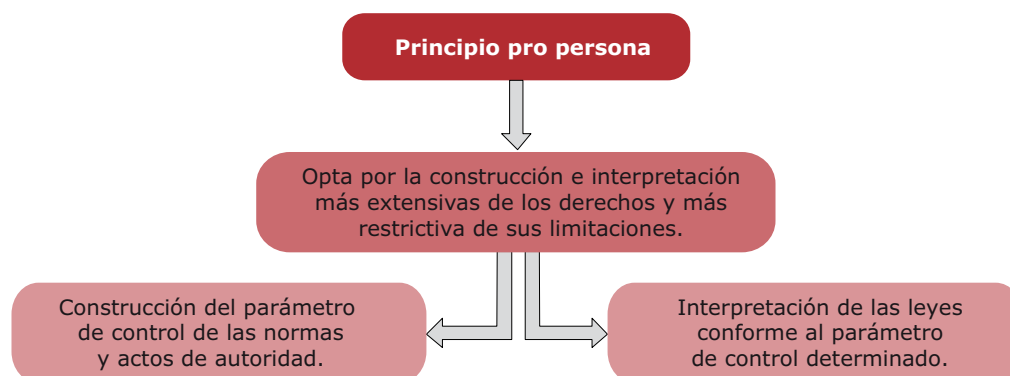 Principio pro persona
Opta por la construcción e interpretación
más extensivas de los derechos y más
restrictiva de sus limitaciones.
Construcción del parámetro
de control de las normas
y actos de autoridad.
Interpretación de las leyes
conforme al parámetro
de control determinado.